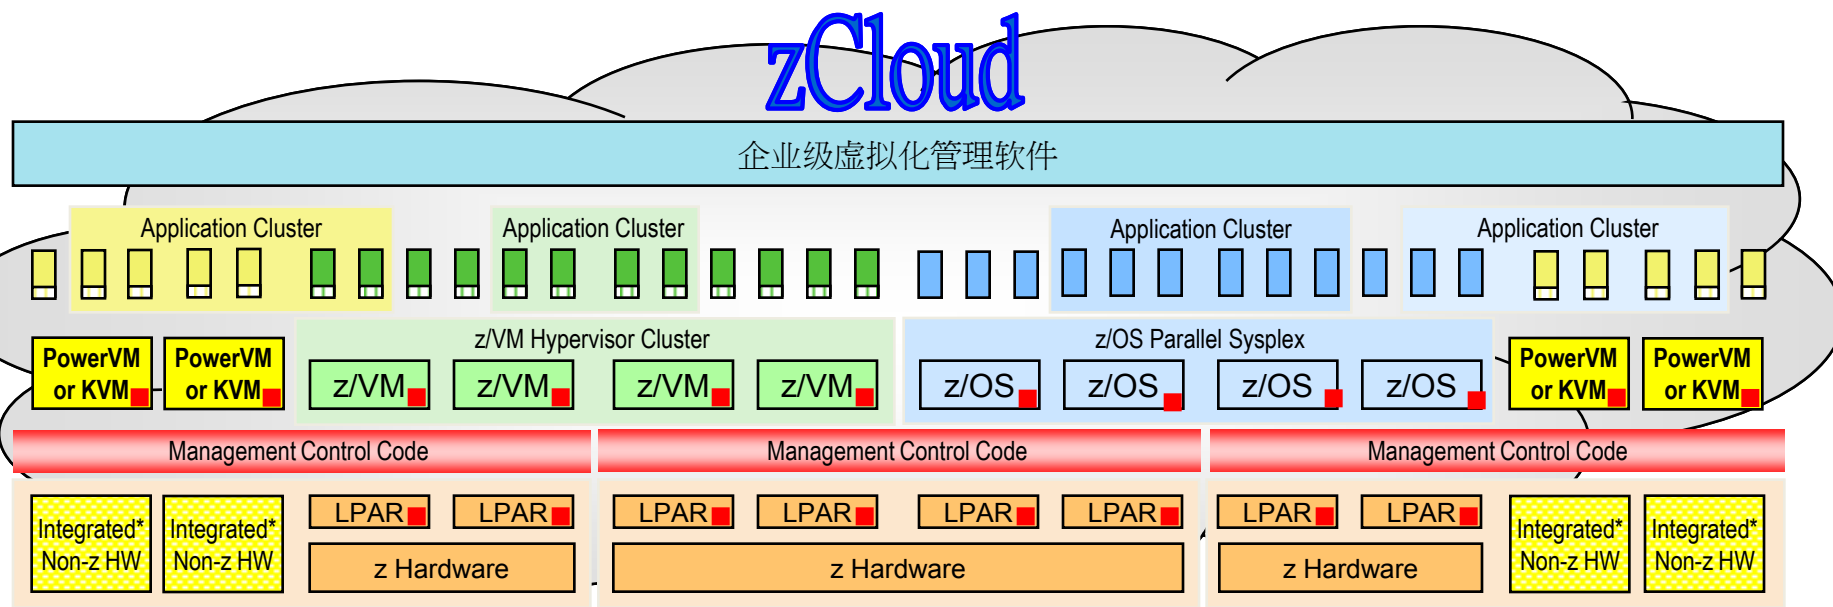 zCloud
企业级虚拟化管理软件
Application Cluster
Application Cluster
Application Cluster
Application Cluster
z/VM Hypervisor Cluster
z/OS Parallel Sysplex
PowerVM
or KVM
PowerVM
or KVM
z/VM
z/VM
z/VM
z/VM
z/OS
z/OS
z/OS
z/OS
PowerVM
or KVM
PowerVM
or KVM
Management Control Code
Management Control Code
Management Control Code
Integrated*
Non-z HW
Integrated*
Non-z HW
LPAR
LPAR
z Hardware
LPAR
LPAR
LPAR
LPAR
z Hardware
LPAR
LPAR
z Hardware
Integrated*
Non-z HW
Integrated*
Non-z HW